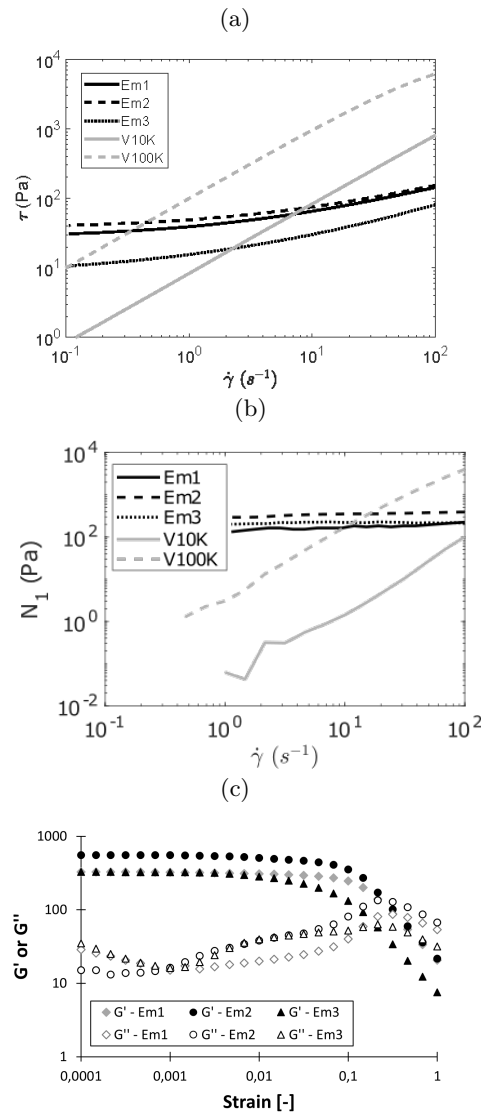 (a)
10^4
10^3
10^2
10^1
10^0
τ (Pa)
Em1
Em2
Em3
V10K
V100K
10^-1
10^0
10^1
10^2
γ̇ (s^-1)
(b)
10^4
10^2
10^0
10^-2
N_1 (Pa)
Em1
Em2
Em3
V10K
V100K
10^-1
10^0
10^1
10^2
γ̇ (s^-1)
(c)
1000
100
10
1
G' or G''
G' - Em1 G' - Em2 G' - Em3
G'' - Em1 G'' - Em2 G'' - Em3
0,0001 0,001 0,01 0,1 1
Strain [-]